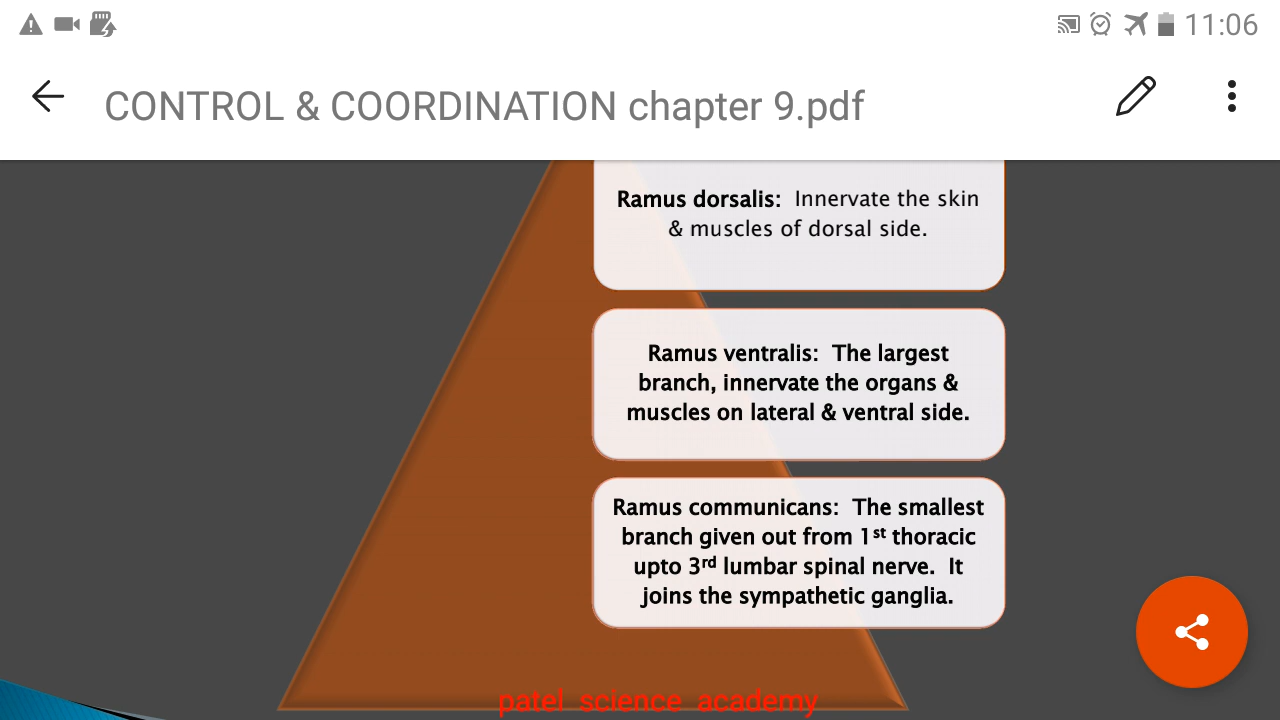 11:06
CONTROL & COORDINATION chapter 9.pdf
Ramus dorsalis: Innervate the skin
& muscles of dorsal side.
Ramus ventralis: The largest
branch, innervate the organs &
muscles on lateral & ventral side.
Ramus communicans: The smallest
branch given out from 1st thoracic
upto 3rd lumbar spinal nerve. It
joins the sympathetic ganglia.
patel science academy